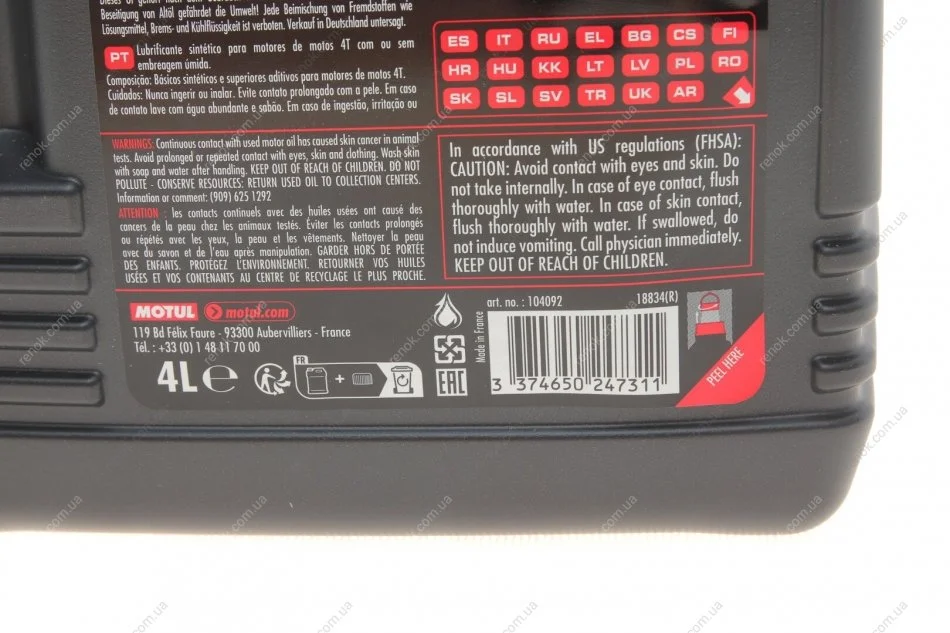 Dieses Öl gehört nach dem Gebrauch
Beseitigung von Altöl gefährdet die Umwelt! Jede Beimischung von Fremdstoffen wie
Lösungsmittel, Brems- und Kühlflüssigkeit ist verboten. Verkauf in Deutschland untersagt.
PT Lubrificante sintético para motores de motos 4T com ou sem
embreagem úmida.
Composição: Básicos sintéticos e superiores aditivos para motores de motos 4T.
Cuidados: Nunca ingerir ou inalar. Evite contato prolongado com a pele. Em caso
de contato lave com água abundante e sabão. Em caso de ingestão, irritação ou
ES IT RU EL BG CS FI
HR HU KK LT LV PL RO
SK SL SV TR UK AR
WARNINGS: Continuous contact with used motor oil has caused skin cancer in animal
tests. Avoid prolonged or repeated contact with eyes, skin and clothing. Wash skin
with soap and water after handling. KEEP OUT OF REACH OF CHILDREN. DO NOT
POLLUTE - CONSERVE RESOURCES: RETURN USED OIL TO COLLECTION CENTERS.
Information or comment: (909) 625 1292
ATTENTION : les contacts continuels avec des huiles usées ont causé des
cancers de la peau chez les animaux testés. Éviter les contacts prolongés
ou répétés avec les yeux, la peau et les vêtements. Nettoyer la peau
avec du savon et de l'eau après manipulation. GARDER HORS DE PORTÉE
DES ENFANTS. PROTÉGEZ L'ENVIRONNEMENT. RETOURNER VOS HUILES
USÉES ET VOS CONTENANTS AU CENTRE DE RECYCLAGE LE PLUS PROCHE.
In accordance with US regulations (FHSA):
CAUTION: Avoid contact with eyes and skin. Do
not take internally. In case of eye contact, flush
thoroughly with water. In case of skin contact,
flush thoroughly with water. If swallowed, do
not induce vomiting. Call physician immediately.
KEEP OUT OF REACH OF CHILDREN.
MOTUL motul.com
119 Bd Félix Faure - 93300 Aubervilliers - France
Tél. : +33 (0) 1 48 11 70 00
4L e
FR
+
EAC
Made in France
art. no. : 104092 18834(R)
3 374650 247311
PEEL HERE
renok.com.ua